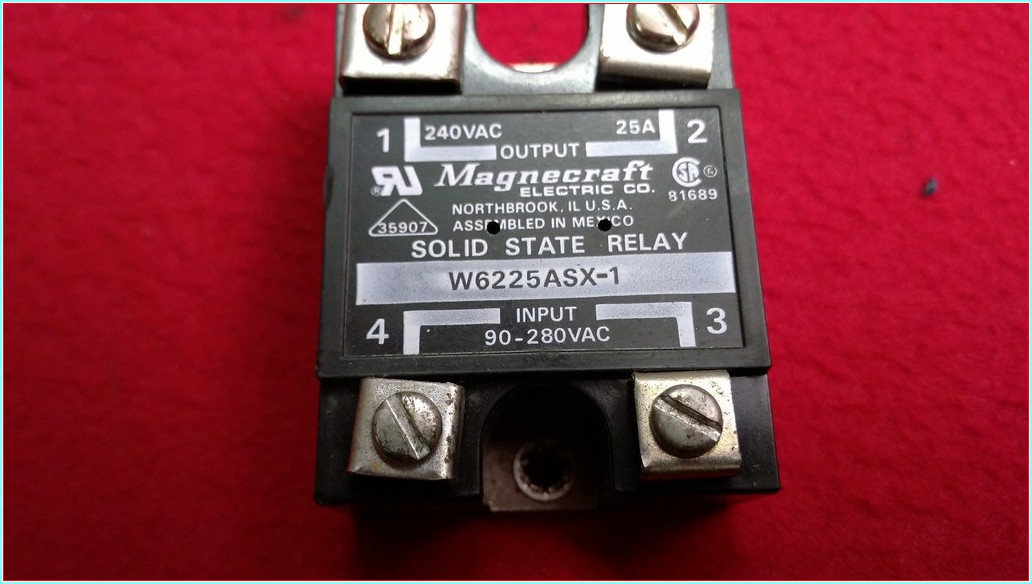 1 240VAC 25A 2
OUTPUT
Magnecraft
ELECTRIC CO.
81689
NORTHBROOK, IL U.S.A.
35907 ASSEMBLED IN MEXICO
SOLID STATE RELAY
W6225ASX-1
4 INPUT 3
90-280VAC